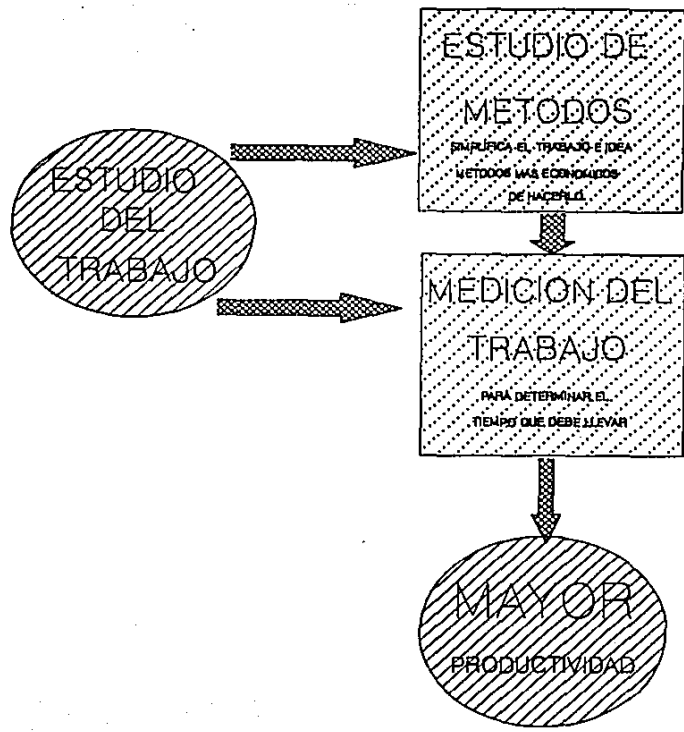 ESTUDIO DE
METODOS
SIMPLIFICA EL TRABAJO E IDEA
METODOS MAS ECONOMICOS
DE HACERLO.
ESTUDIO
DEL
TRABAJO
MEDICION DEL
TRABAJO
PARA DETERMINAR EL
TIEMPO QUE DEBE LLEVAR
MAYOR
PRODUCTIVIDAD